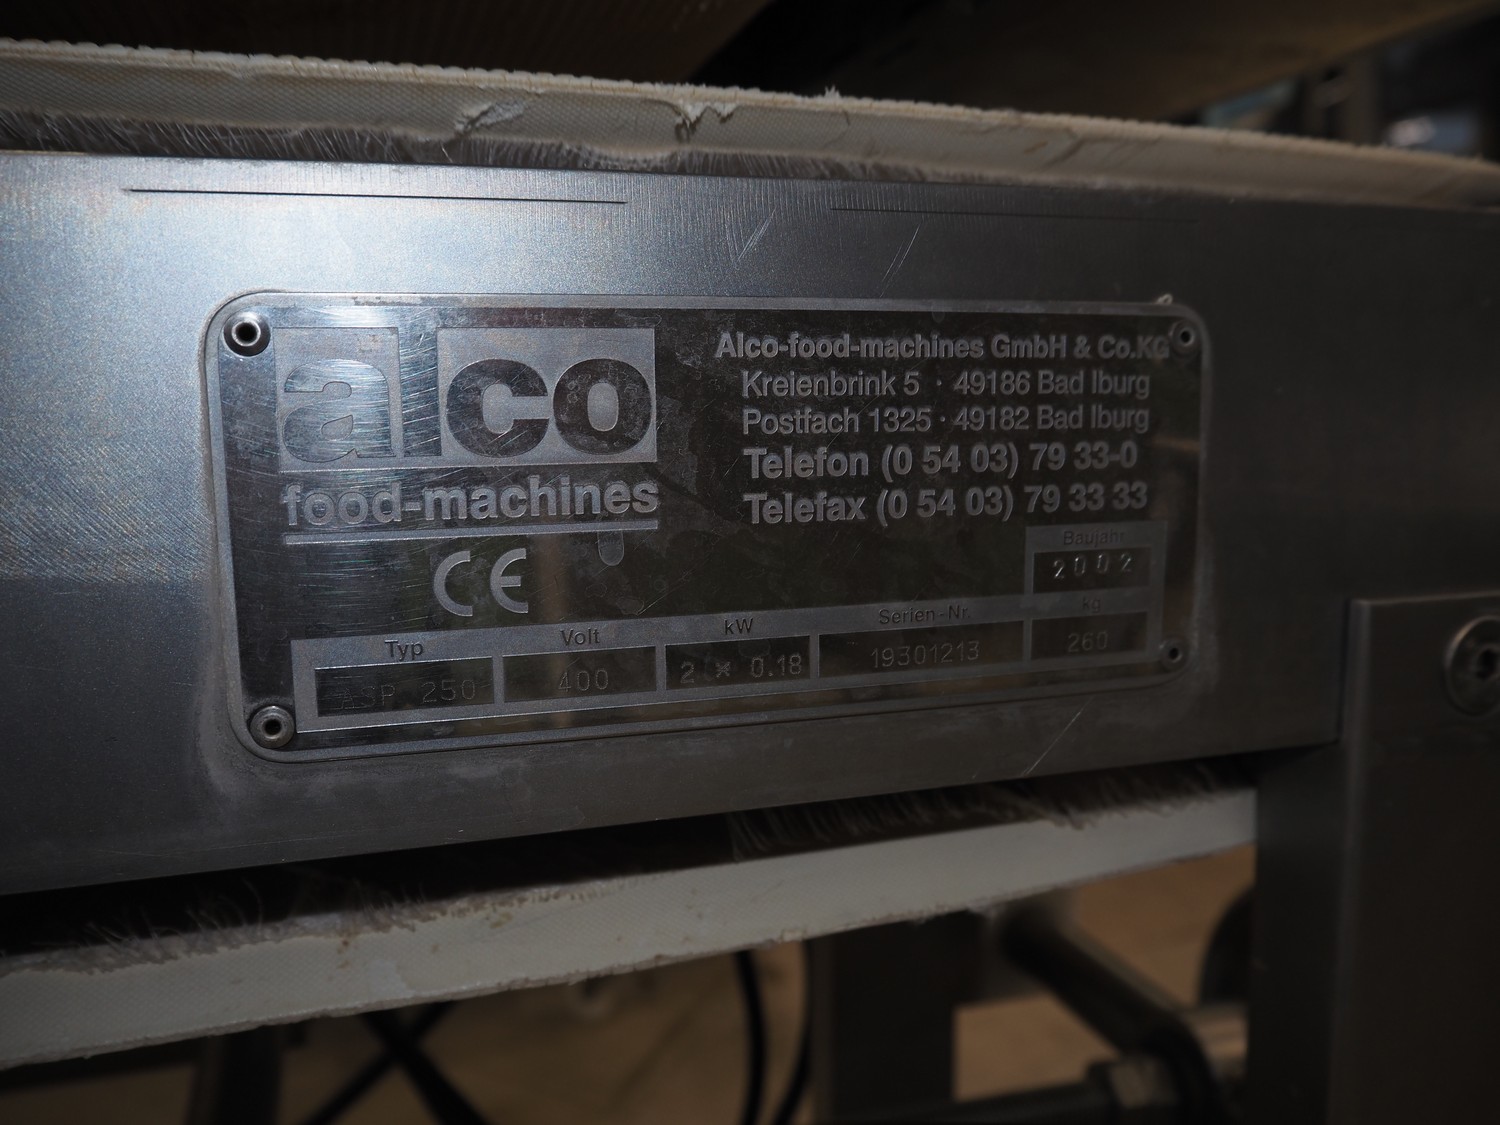 alco
food-machines
CE
Alco-food-machines GmbH & Co.KG
Kreienbrink 5 · 49186 Bad Iburg
Postfach 1325 · 49182 Bad Iburg
Telefon (0 54 03) 79 33-0
Telefax (0 54 03) 79 33 33
Baujahr
2002
Typ Volt kW Serien-Nr. kg
ASP 250 400 2 * 0.18 19301213 260